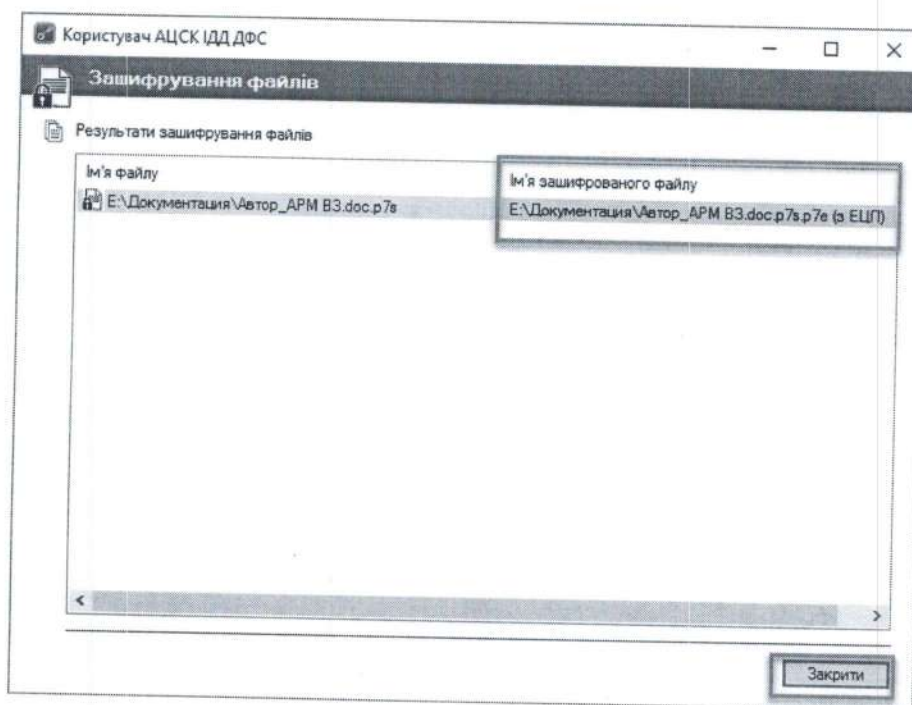 Користувач АЦСК ІДД ДФС
Зашифрування файлів
Результати зашифрування файлів
Ім'я файлу
Ім'я зашифрованого файлу
E:\Документация\Автор_АРМ ВЗ.doc.p7s
E:\Документация\Автор_АРМ ВЗ.doc.p7s.p7e (з ЕЦП)
Закрити